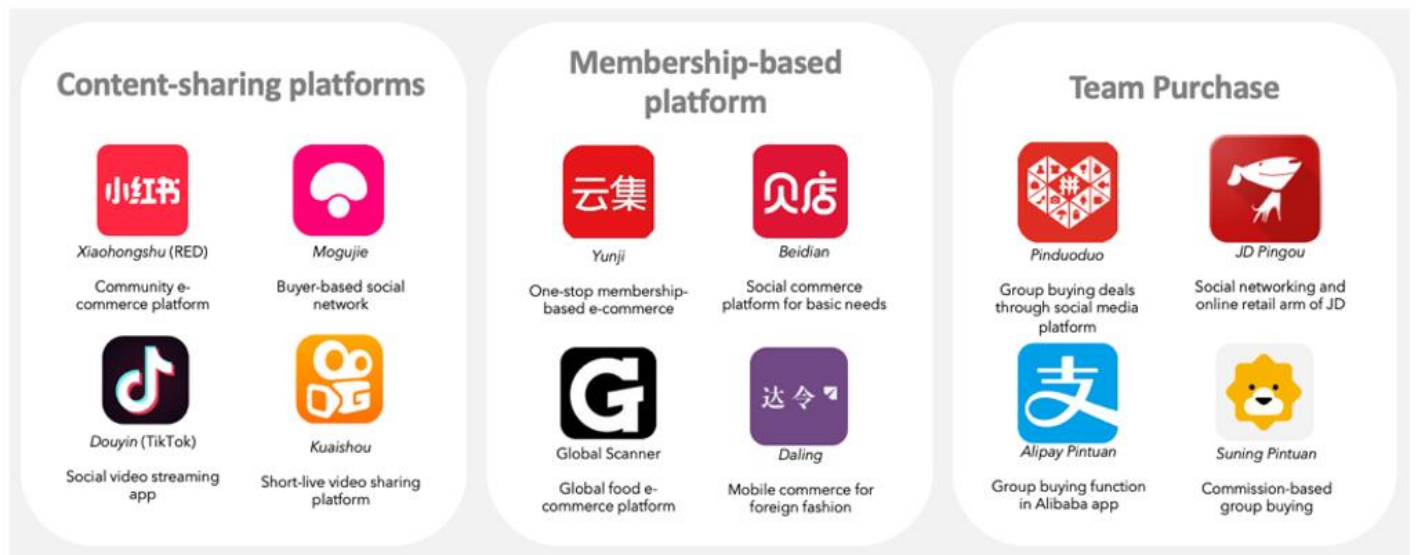 Content-sharing platforms
小红书
Xiaohongshu (RED)
Community e-
commerce platform
Mogujie
Buyer-based social
network
Douyin (TikTok)
Social video streaming
app
Kuaishou
Short-live video sharing
platform
Membership-based
platform
云集
Yunji
One-stop membership-
based e-commerce
贝店
Beidian
Social commerce
platform for basic needs
G
Global Scanner
Global food e-
commerce platform
达令
Daling
Mobile commerce for
foreign fashion
Team Purchase
拼
Pinduoduo
Group buying deals
through social media
platform
JD Pingou
Social networking and
online retail arm of JD
支
Alipay Pintuan
Group buying function
in Alibaba app
Suning Pintuan
Commission-based
group buying